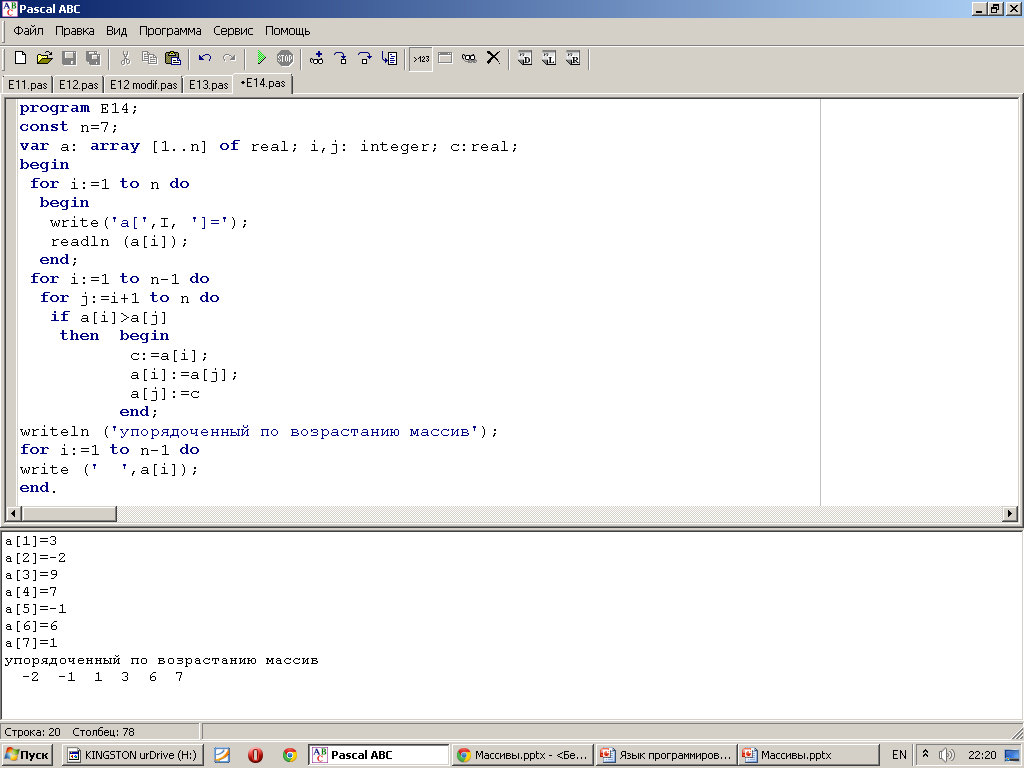 Pascal ABC
Файл Правка Вид Программа Сервис Помощь
E11.pas E12.pas E12 modif.pas E13.pas •E14.pas
program E14;
const n=7;
var a: array [1..n] of real; i,j: integer; c:real;
begin
for i:=1 to n do
begin
write('a[',I, ']=');
readln (a[i]);
end;
for i:=1 to n-1 do
for j:=i+1 to n do
if a[i]>a[j]
then begin
c:=a[i];
a[i]:=a[j];
a[j]:=c
end;
writeln ('упорядоченный по возрастанию массив');
for i:=1 to n-1 do
write ('  ',a[i]);
end.
a[1]=3
a[2]=-2
a[3]=9
a[4]=7
a[5]=-1
a[6]=6
a[7]=1
упорядоченный по возрастанию массив
-2 -1 1 3 6 7
Строка: 20 Столбец: 78
Пуск KINGSTON urDrive (H:) Pascal ABC Массивы.pptx - <Бе... Язык программиров... Массивы.pptx EN 22:20